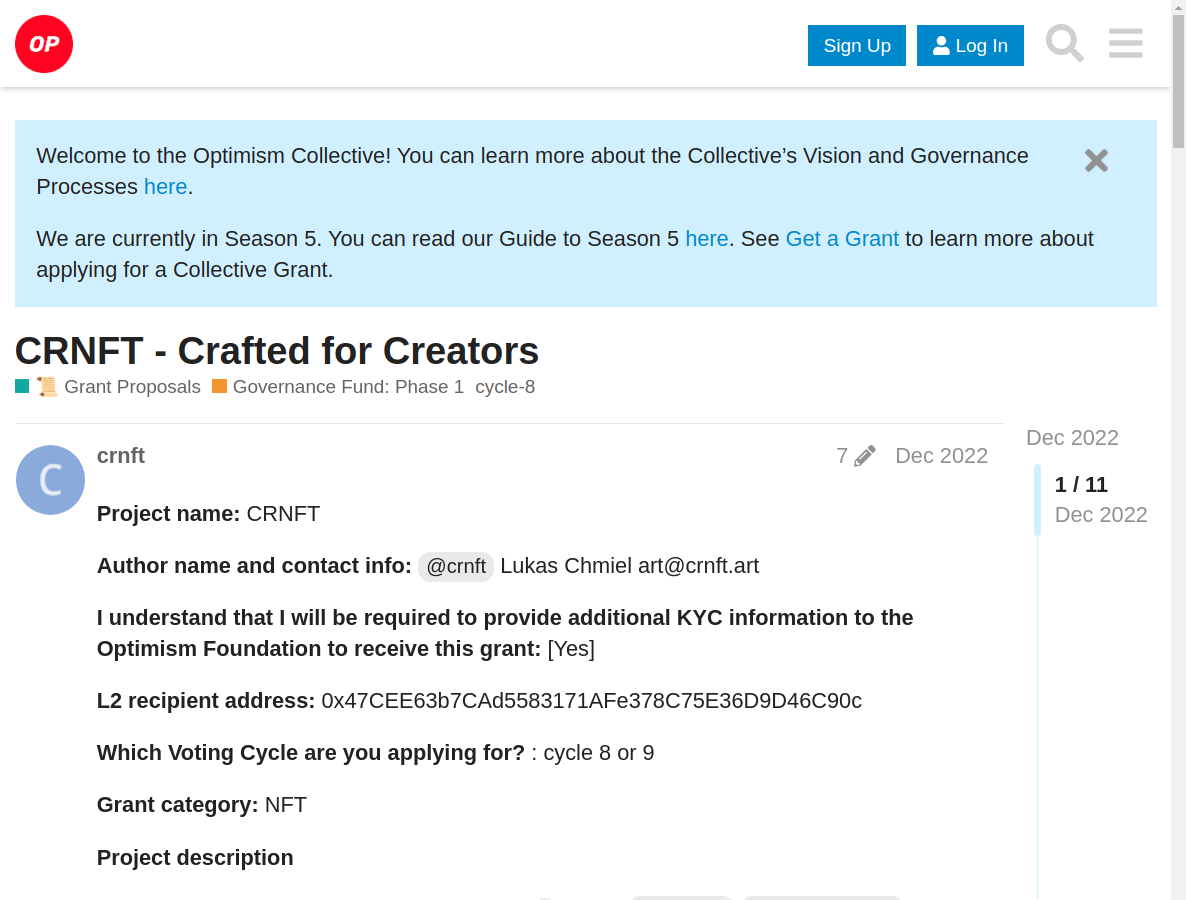 OP
Sign Up
Log In
Welcome to the Optimism Collective! You can learn more about the Collective’s Vision and Governance
Processes here.
We are currently in Season 5. You can read our Guide to Season 5 here. See Get a Grant to learn more about
applying for a Collective Grant.
CRNFT - Crafted for Creators
📜 Grant Proposals Governance Fund: Phase 1 cycle-8
C
crnft
7
Dec 2022
Dec 2022
1 / 11
Dec 2022
Project name: CRNFT
Author name and contact info: @crnft Lukas Chmiel art@crnft.art
I understand that I will be required to provide additional KYC information to the
Optimism Foundation to receive this grant: [Yes]
L2 recipient address: 0x47CEE63b7CAd5583171AFe378C75E36D9D46C90c
Which Voting Cycle are you applying for? : cycle 8 or 9
Grant category: NFT
Project description